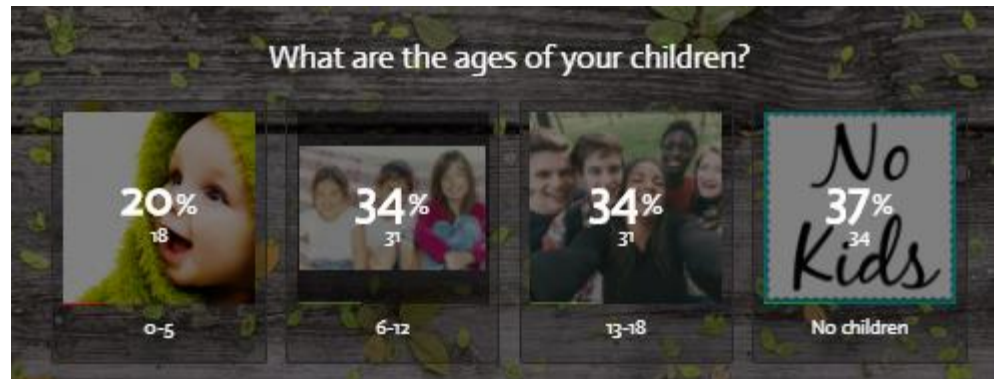 What are the ages of your children?
20%
18
0-5
34%
31
6-12
34%
31
13-18
No
Kids
37%
34
No children